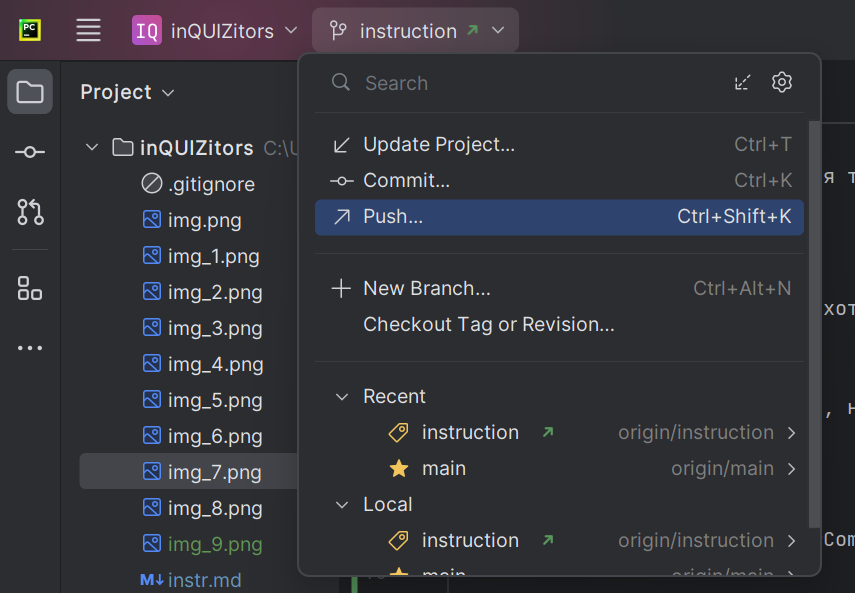 PC
IQ inQUIZitors instruction
Search
Project
Update Project... Ctrl+T
Commit... Ctrl+K
Push... Ctrl+Shift+K
New Branch... Ctrl+Alt+N
Checkout Tag or Revision...
Recent
instruction origin/instruction
main origin/main
Local
instruction origin/instruction
main origin/main
inQUIZitors C:\U
.gitignore
img.png
img_1.png
img_2.png
img_3.png
img_4.png
img_5.png
img_6.png
img_7.png
img_8.png
img_9.png
M↓ instr.md
я т
хот
, н
Com